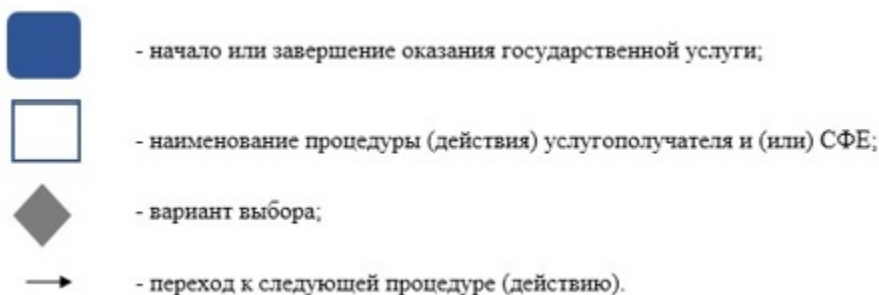 - начало или завершение оказания государственной услуги;
- наименование процедуры (действия) услугополучателя и (или) СФЕ;
- вариант выбора;
- переход к следующей процедуре (действию).